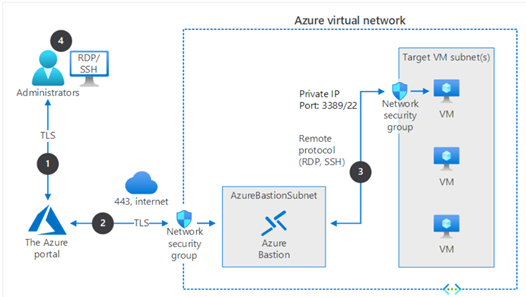 Azure virtual network
4
RDP/
SSH
Administrators
TLS
1
The Azure
portal
2
443, internet
TLS
Network
security
group
AzureBastionSubnet
Azure
Bastion
Private IP
Port: 3389/22
Remote
protocol
(RDP, SSH)
3
Network
security
group
Target VM subnet(s)
VM
VM
VM